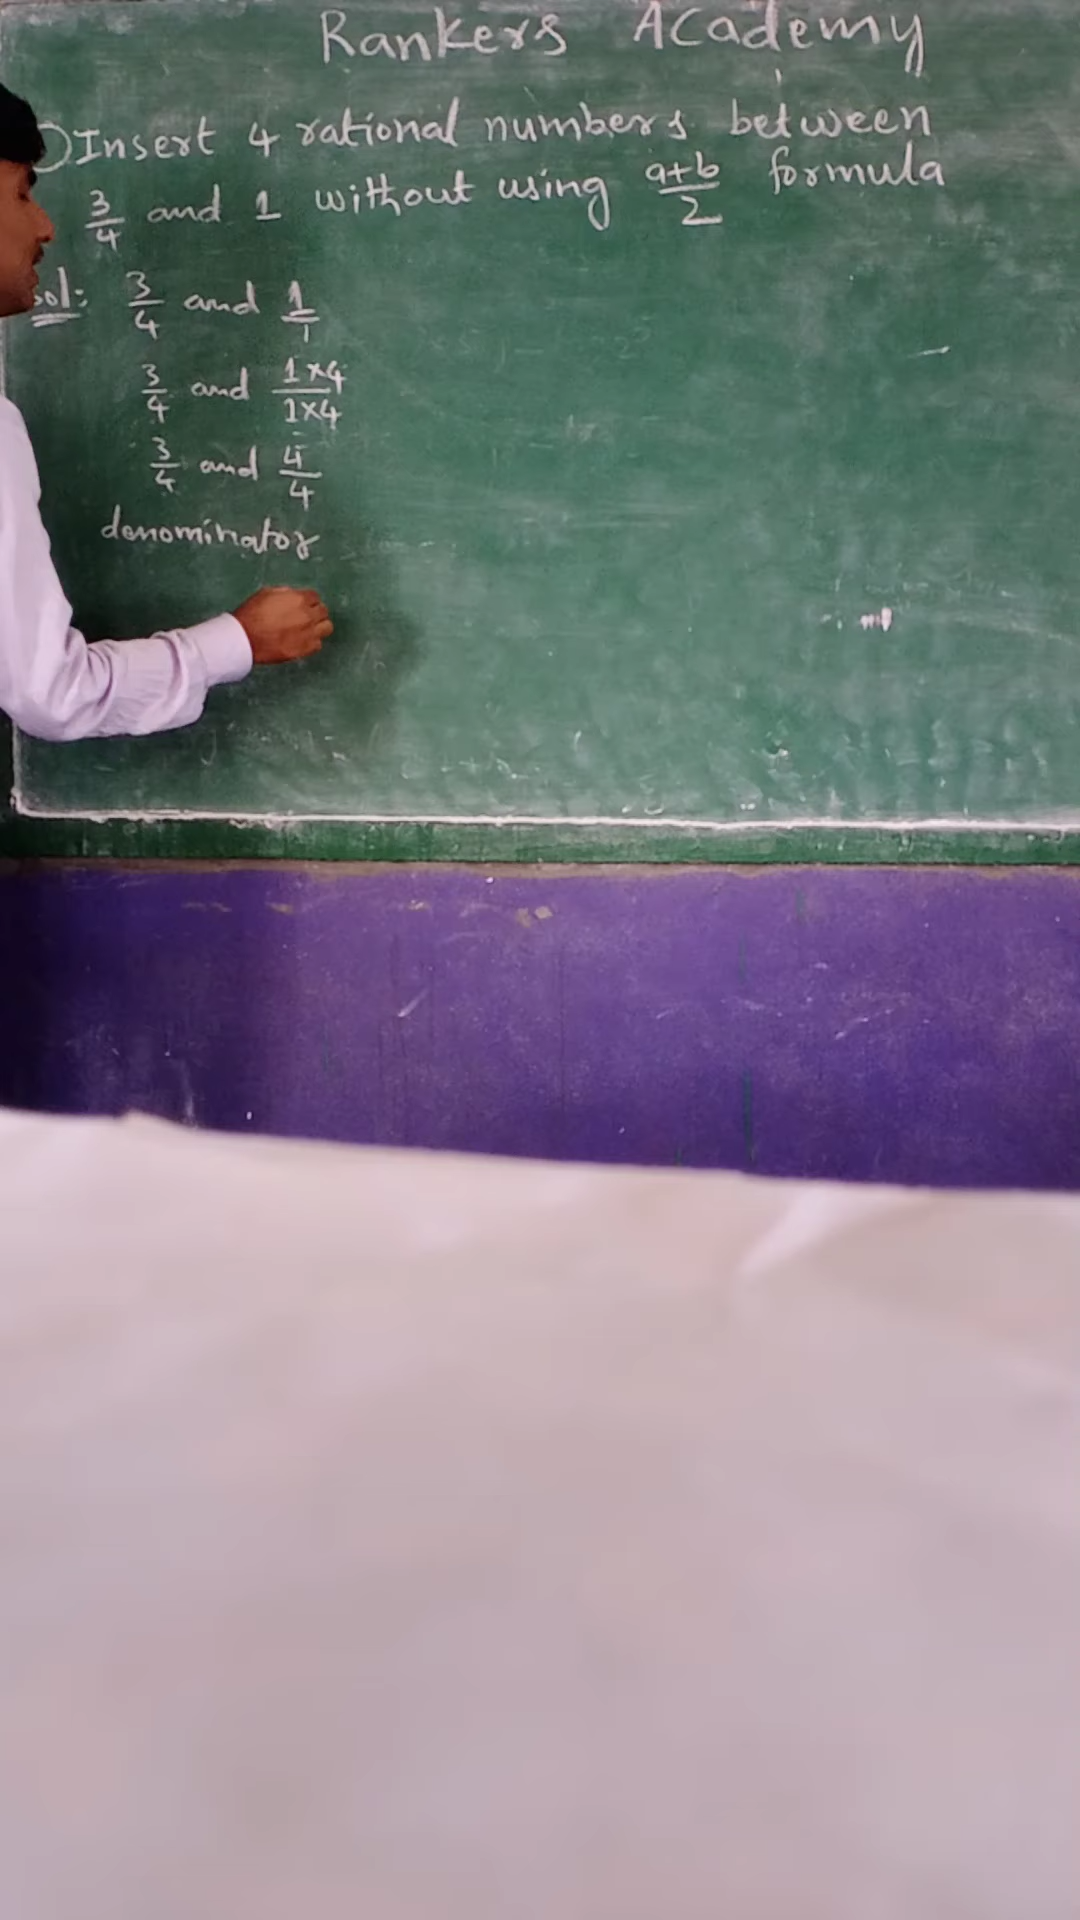 Rankers Academy
Insert 4 rational numbers between
3/4 and 1 without using a+b/2 formula
Sol: 3/4 and 1/1
3/4 and 1×4/1×4
3/4 and 4/4
denominator